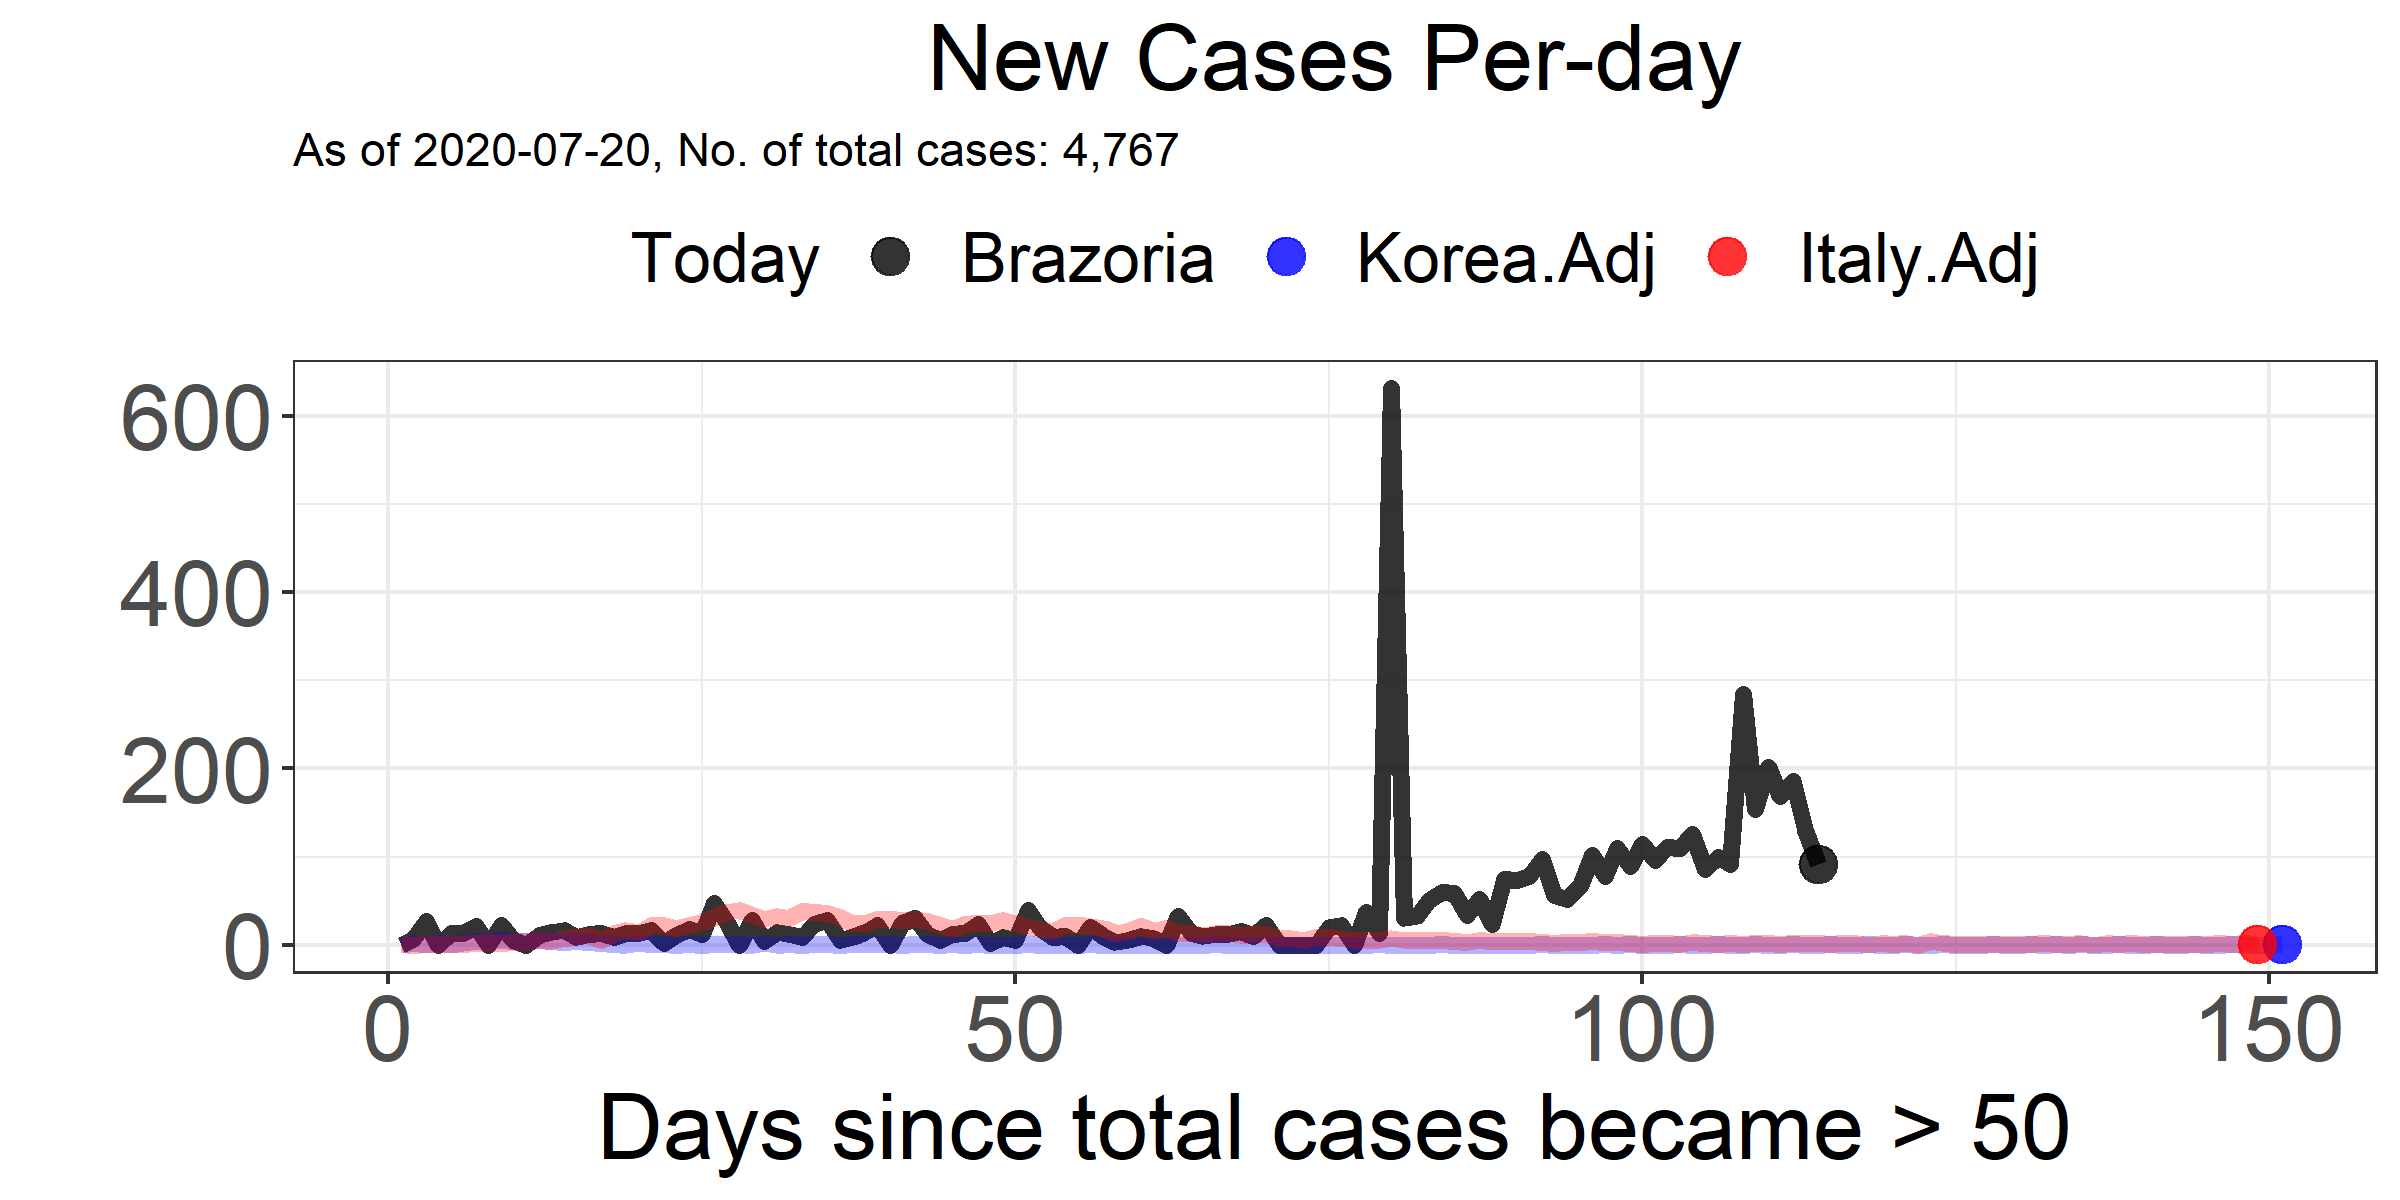 New Cases Per-day
As of 2020-07-20, No. of total cases: 4,767
Today Brazoria Korea.Adj Italy.Adj
600
400
200
0
0 50 100 150
Days since total cases became > 50